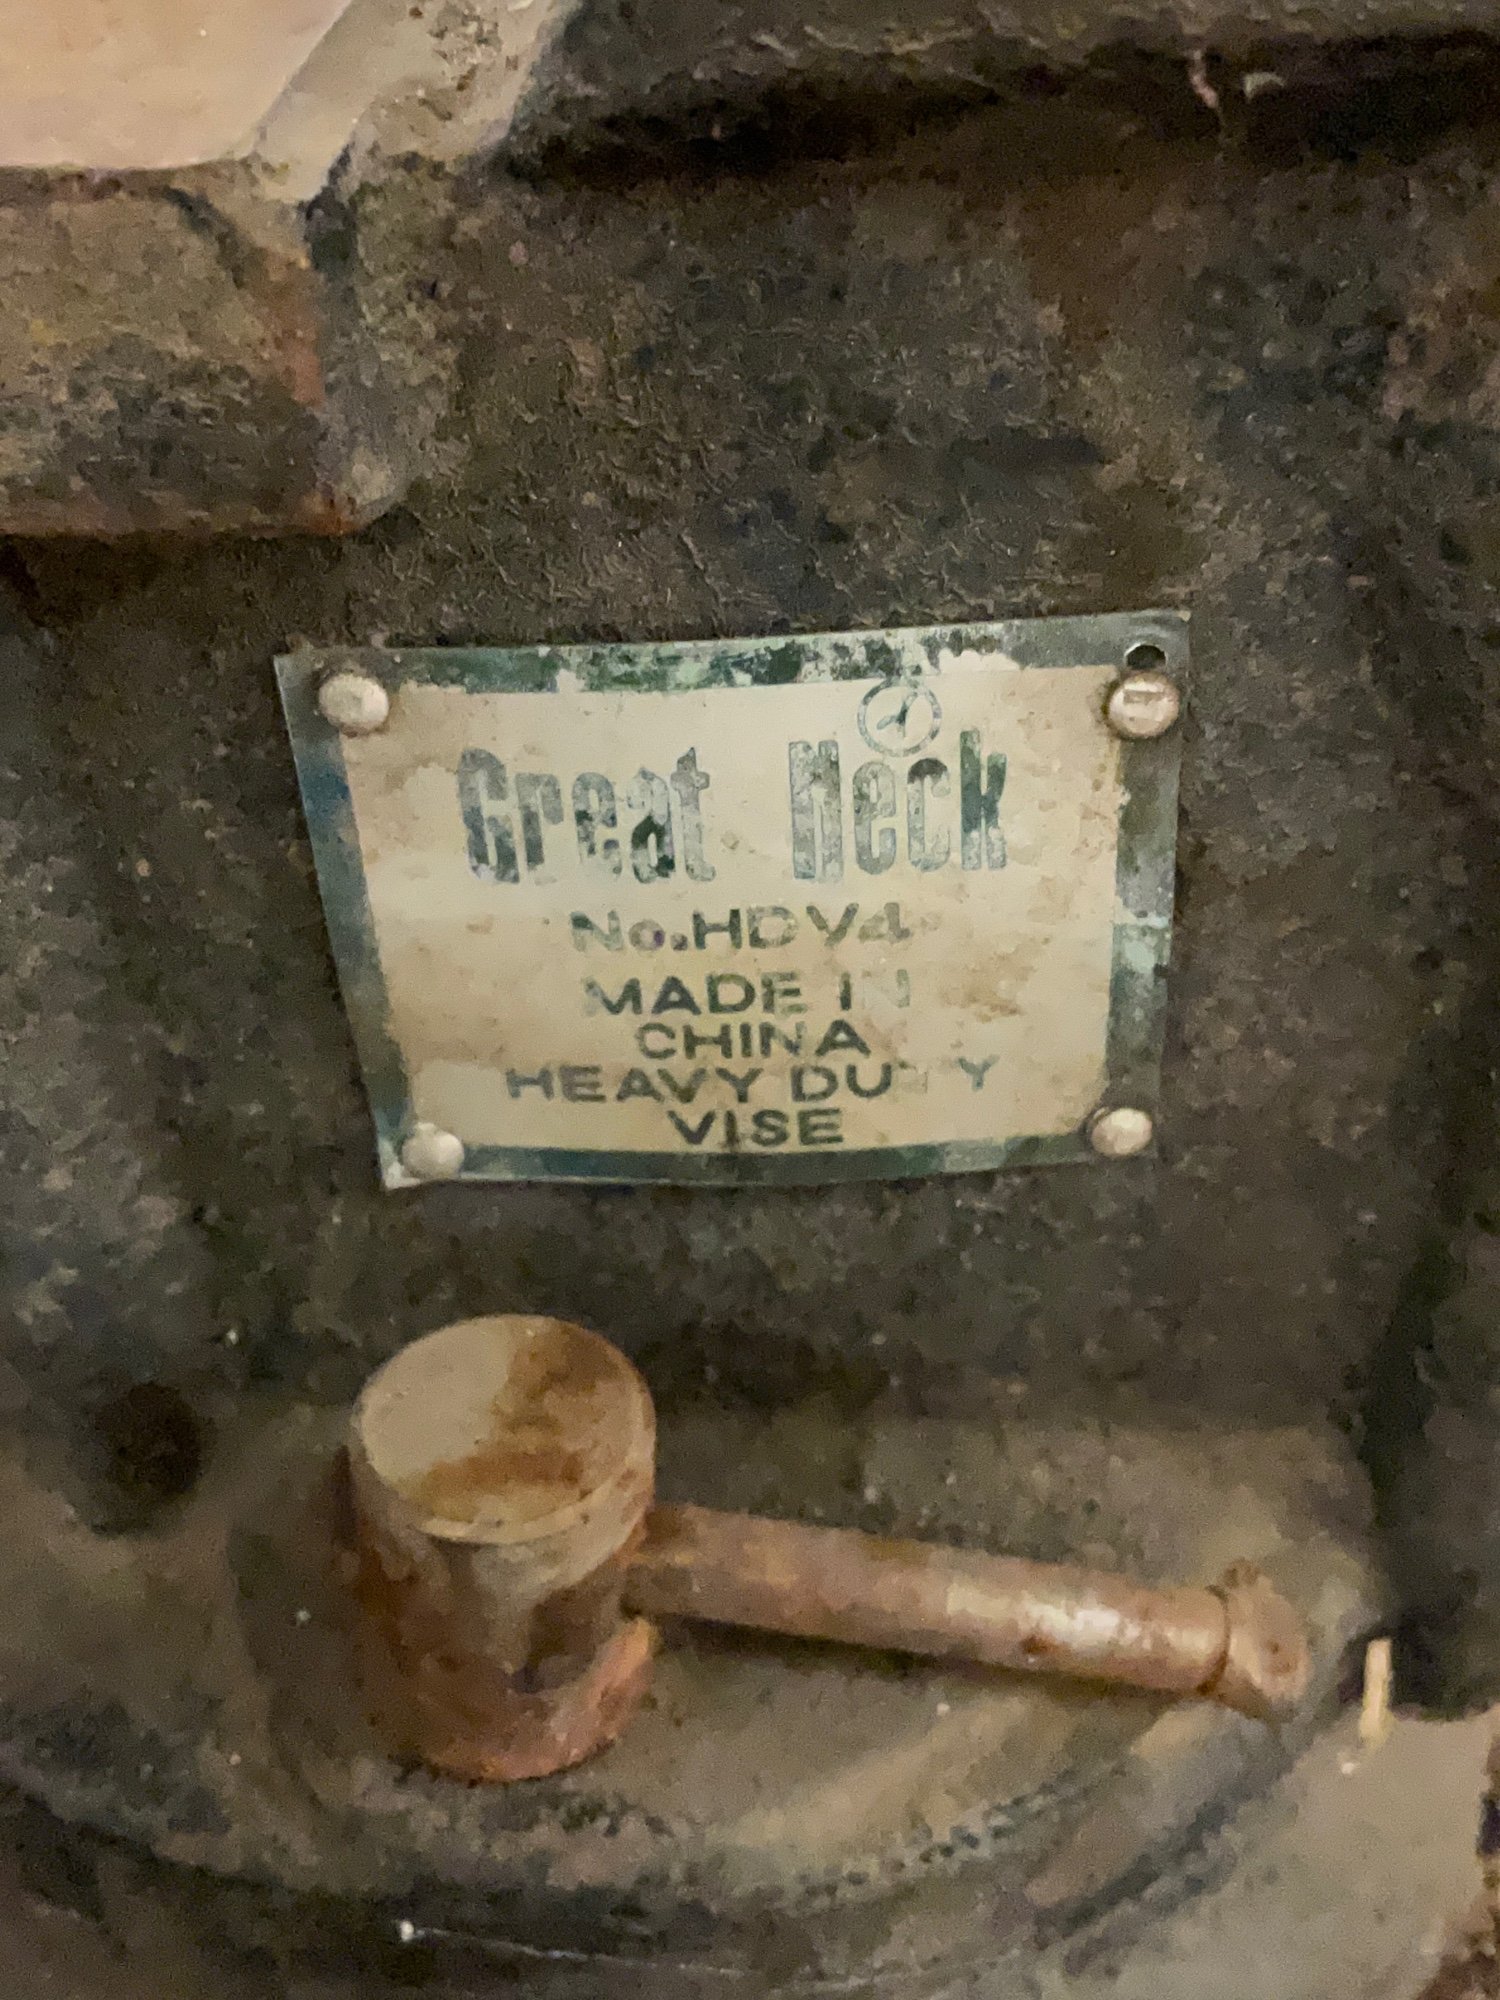 Great Neck
No.HDV4
MADE IN
CHINA
HEAVY DUTY
VISE